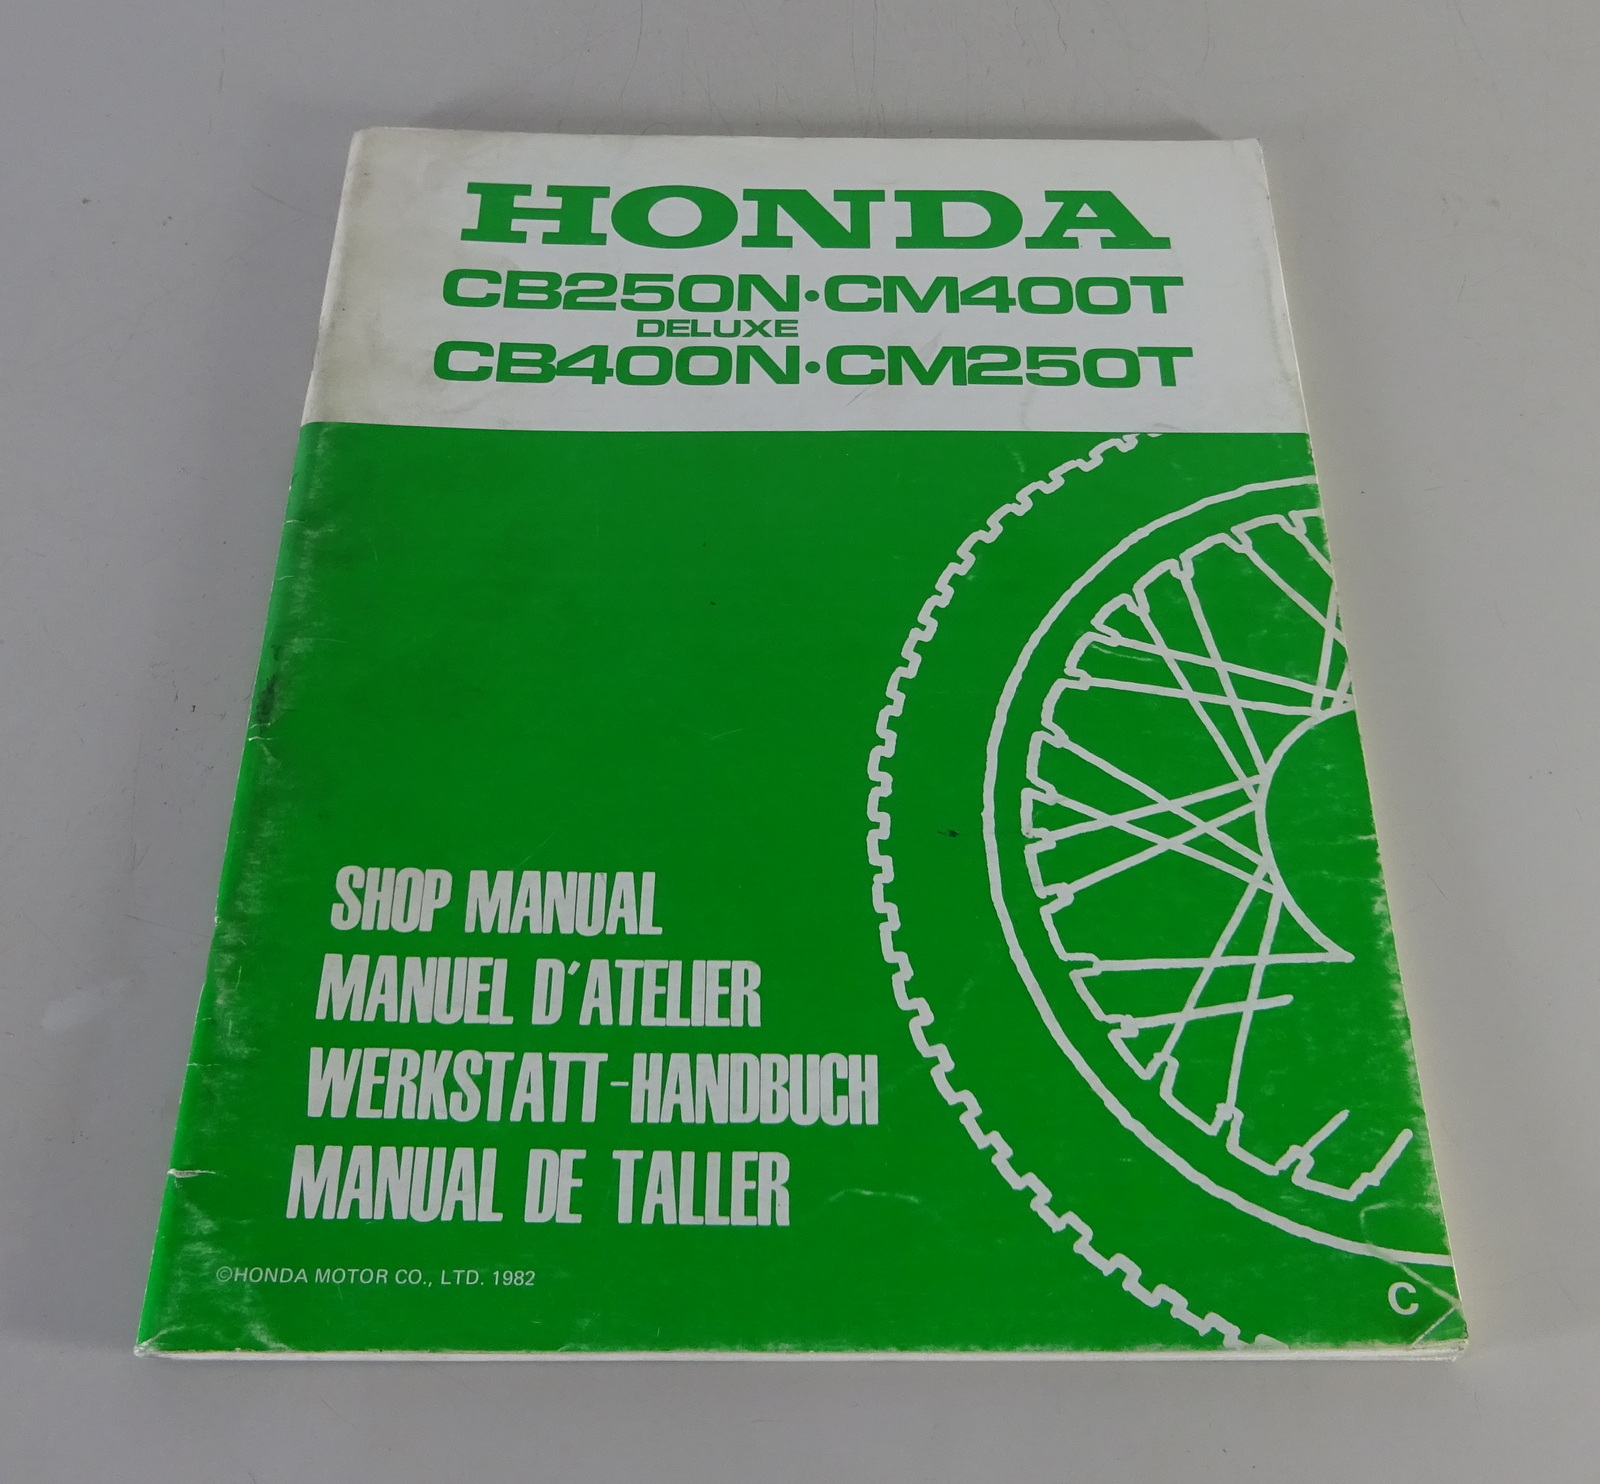 HONDA
CB250N·CM400T
DELUXE
CB400N·CM250T
SHOP MANUAL
MANUEL D'ATELIER
WERKSTATT-HANDBUCH
MANUAL DE TALLER
©HONDA MOTOR CO., LTD. 1982
C